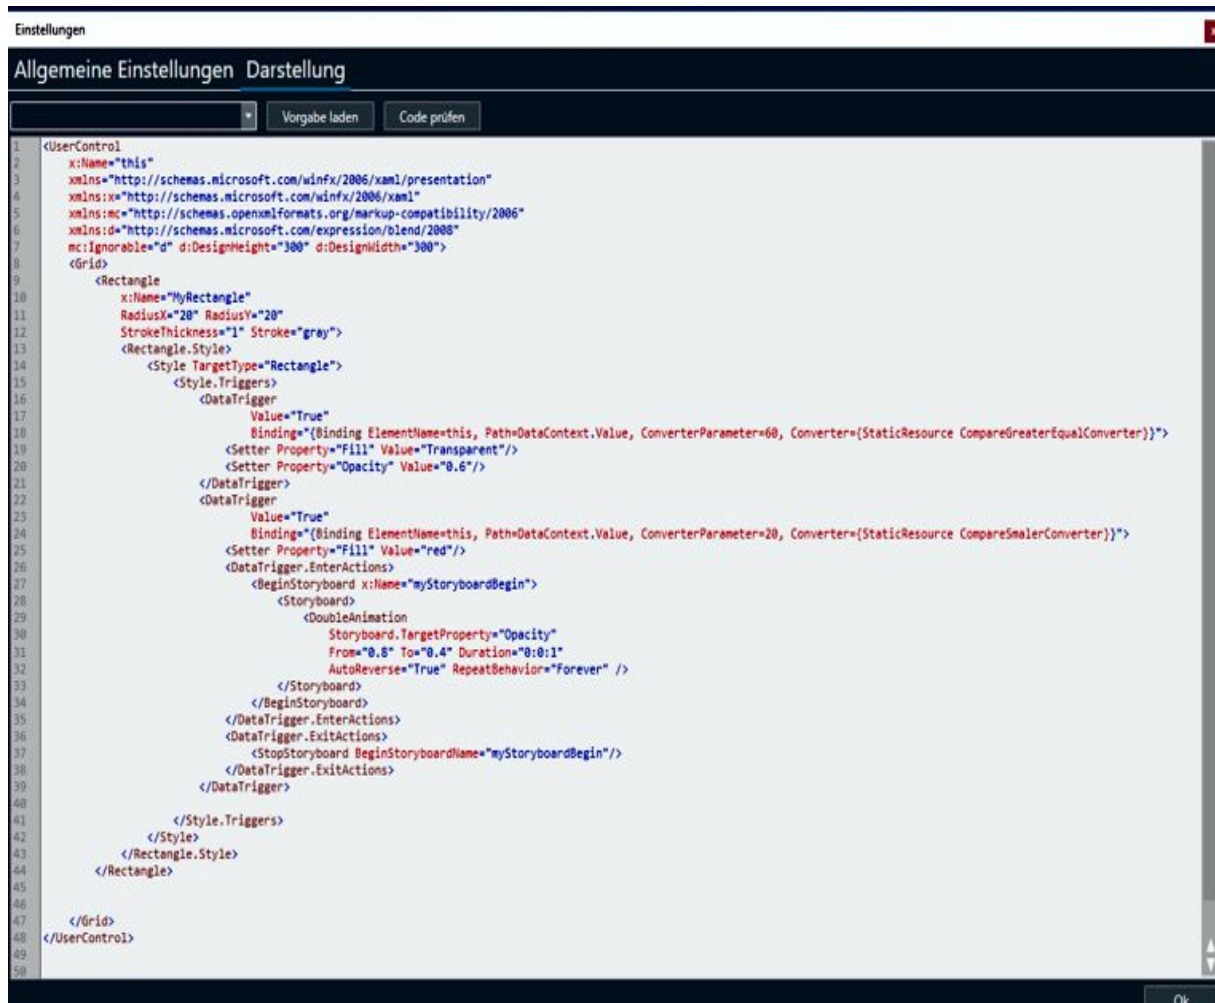 Einstellungen
x
Allgemeine Einstellungen Darstellung
Vorgabe laden Code prüfen
1 <UserControl
2 x:Name="this"
3 xmlns="http://schemas.microsoft.com/winfx/2006/xaml/presentation"
4 xmlns:x="http://schemas.microsoft.com/winfx/2006/xaml"
5 xmlns:mc="http://schemas.openxmlformats.org/markup-compatibility/2006"
6 xmlns:d="http://schemas.microsoft.com/expression/blend/2008"
7 mc:Ignorable="d" d:DesignHeight="300" d:DesignWidth="300">
8 <Grid>
9 <Rectangle
10 x:Name="MyRectangle"
11 RadiusX="20" RadiusY="20"
12 StrokeThickness="1" Stroke="gray">
13 <Rectangle.Style>
14 <Style TargetType="Rectangle">
15 <Style.Triggers>
16 <DataTrigger
17 Value="True"
18 Binding="{Binding ElementName=this, Path=DataContext.Value, ConverterParameter=60, Converter={StaticResource CompareGreaterEqualConverter}}">
19 <Setter Property="Fill" Value="Transparent"/>
20 <Setter Property="Opacity" Value="0.6"/>
21 </DataTrigger>
22 <DataTrigger
23 Value="True"
24 Binding="{Binding ElementName=this, Path=DataContext.Value, ConverterParameter=20, Converter={StaticResource CompareSmalerConverter}}">
25 <Setter Property="Fill" Value="red"/>
26 <DataTrigger.EnterActions>
27 <BeginStoryboard x:Name="myStoryboardBegin">
28 <Storyboard>
29 <DoubleAnimation
30 Storyboard.TargetProperty="Opacity"
31 From="0.8" To="0.4" Duration="0:0:1"
32 AutoReverse="True" RepeatBehavior="Forever" />
33 </Storyboard>
34 </BeginStoryboard>
35 </DataTrigger.EnterActions>
36 <DataTrigger.ExitActions>
37 <StopStoryboard BeginStoryboardName="myStoryboardBegin"/>
38 </DataTrigger.ExitActions>
39 </DataTrigger>
40
41 </Style.Triggers>
42 </Style>
43 </Rectangle.Style>
44 </Rectangle>
45
46
47 </Grid>
48 </UserControl>
49
50
Ok